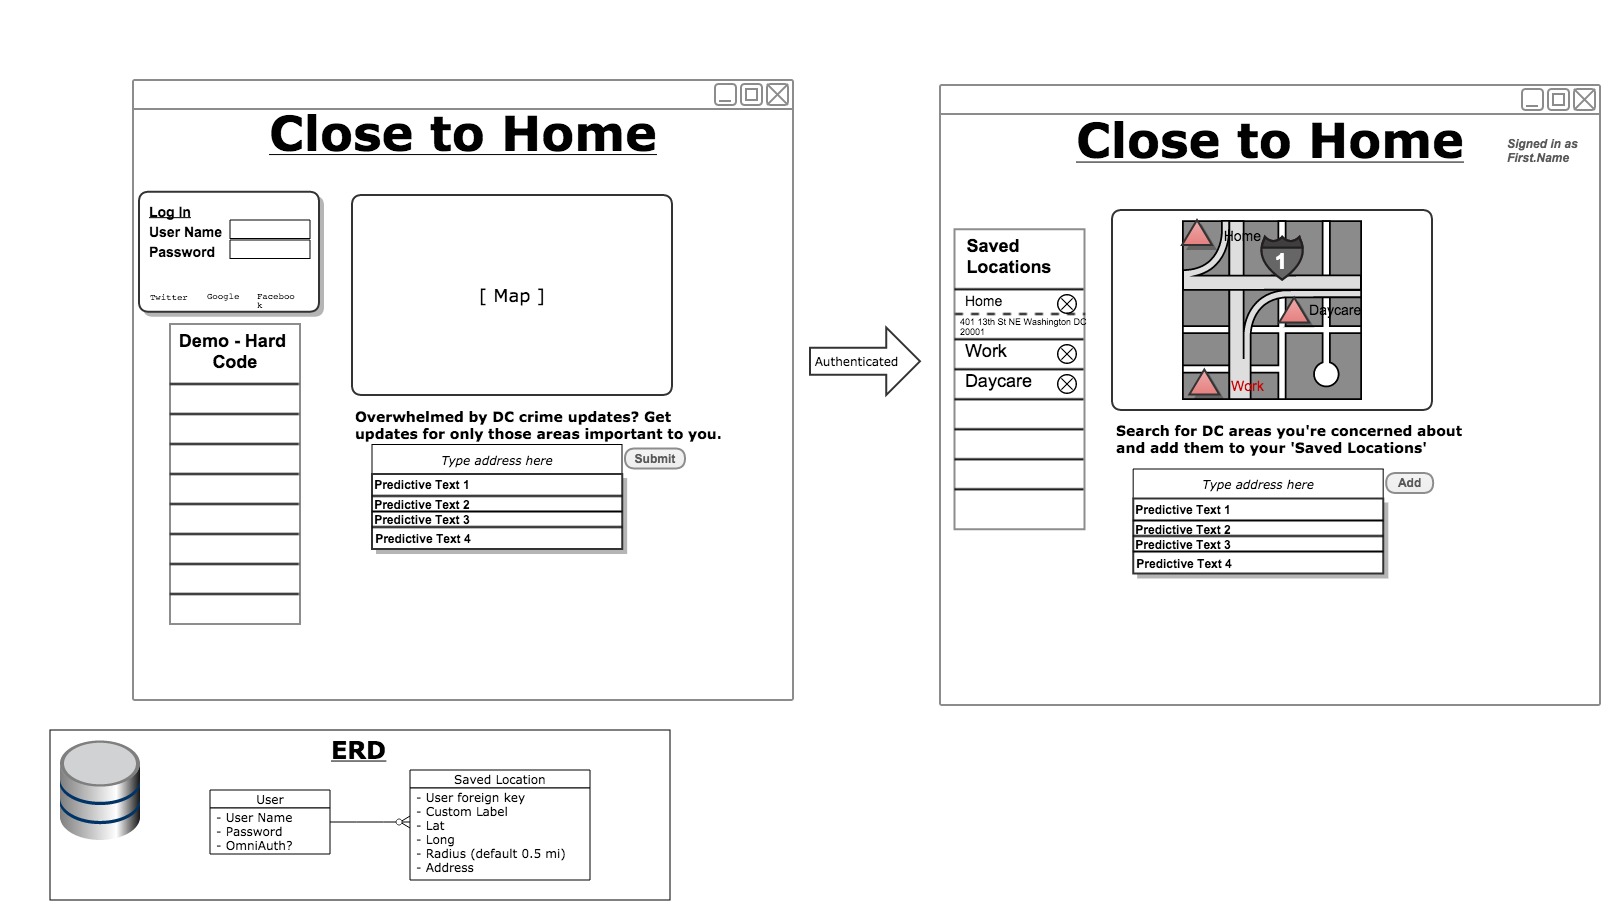 Close to Home
Log In
User Name
Password
Twitter
Google
Faceboo
k
Demo - Hard
Code
[ Map ]
Overwhelmed by DC crime updates? Get
updates for only those areas important to you.
Type address here
Submit
Predictive Text 1
Predictive Text 2
Predictive Text 3
Predictive Text 4
Authenticated
Close to Home
Signed in as
First.Name
Saved
Locations
Home
401 13th St NE Washington DC
20001
Work
Daycare
Home
1
Daycare
Work
Search for DC areas you're concerned about
and add them to your 'Saved Locations'
Type address here
Add
Predictive Text 1
Predictive Text 2
Predictive Text 3
Predictive Text 4
ERD
User
- User Name
- Password
- OmniAuth?
Saved Location
- User foreign key
- Custom Label
- Lat
- Long
- Radius (default 0.5 mi)
- Address